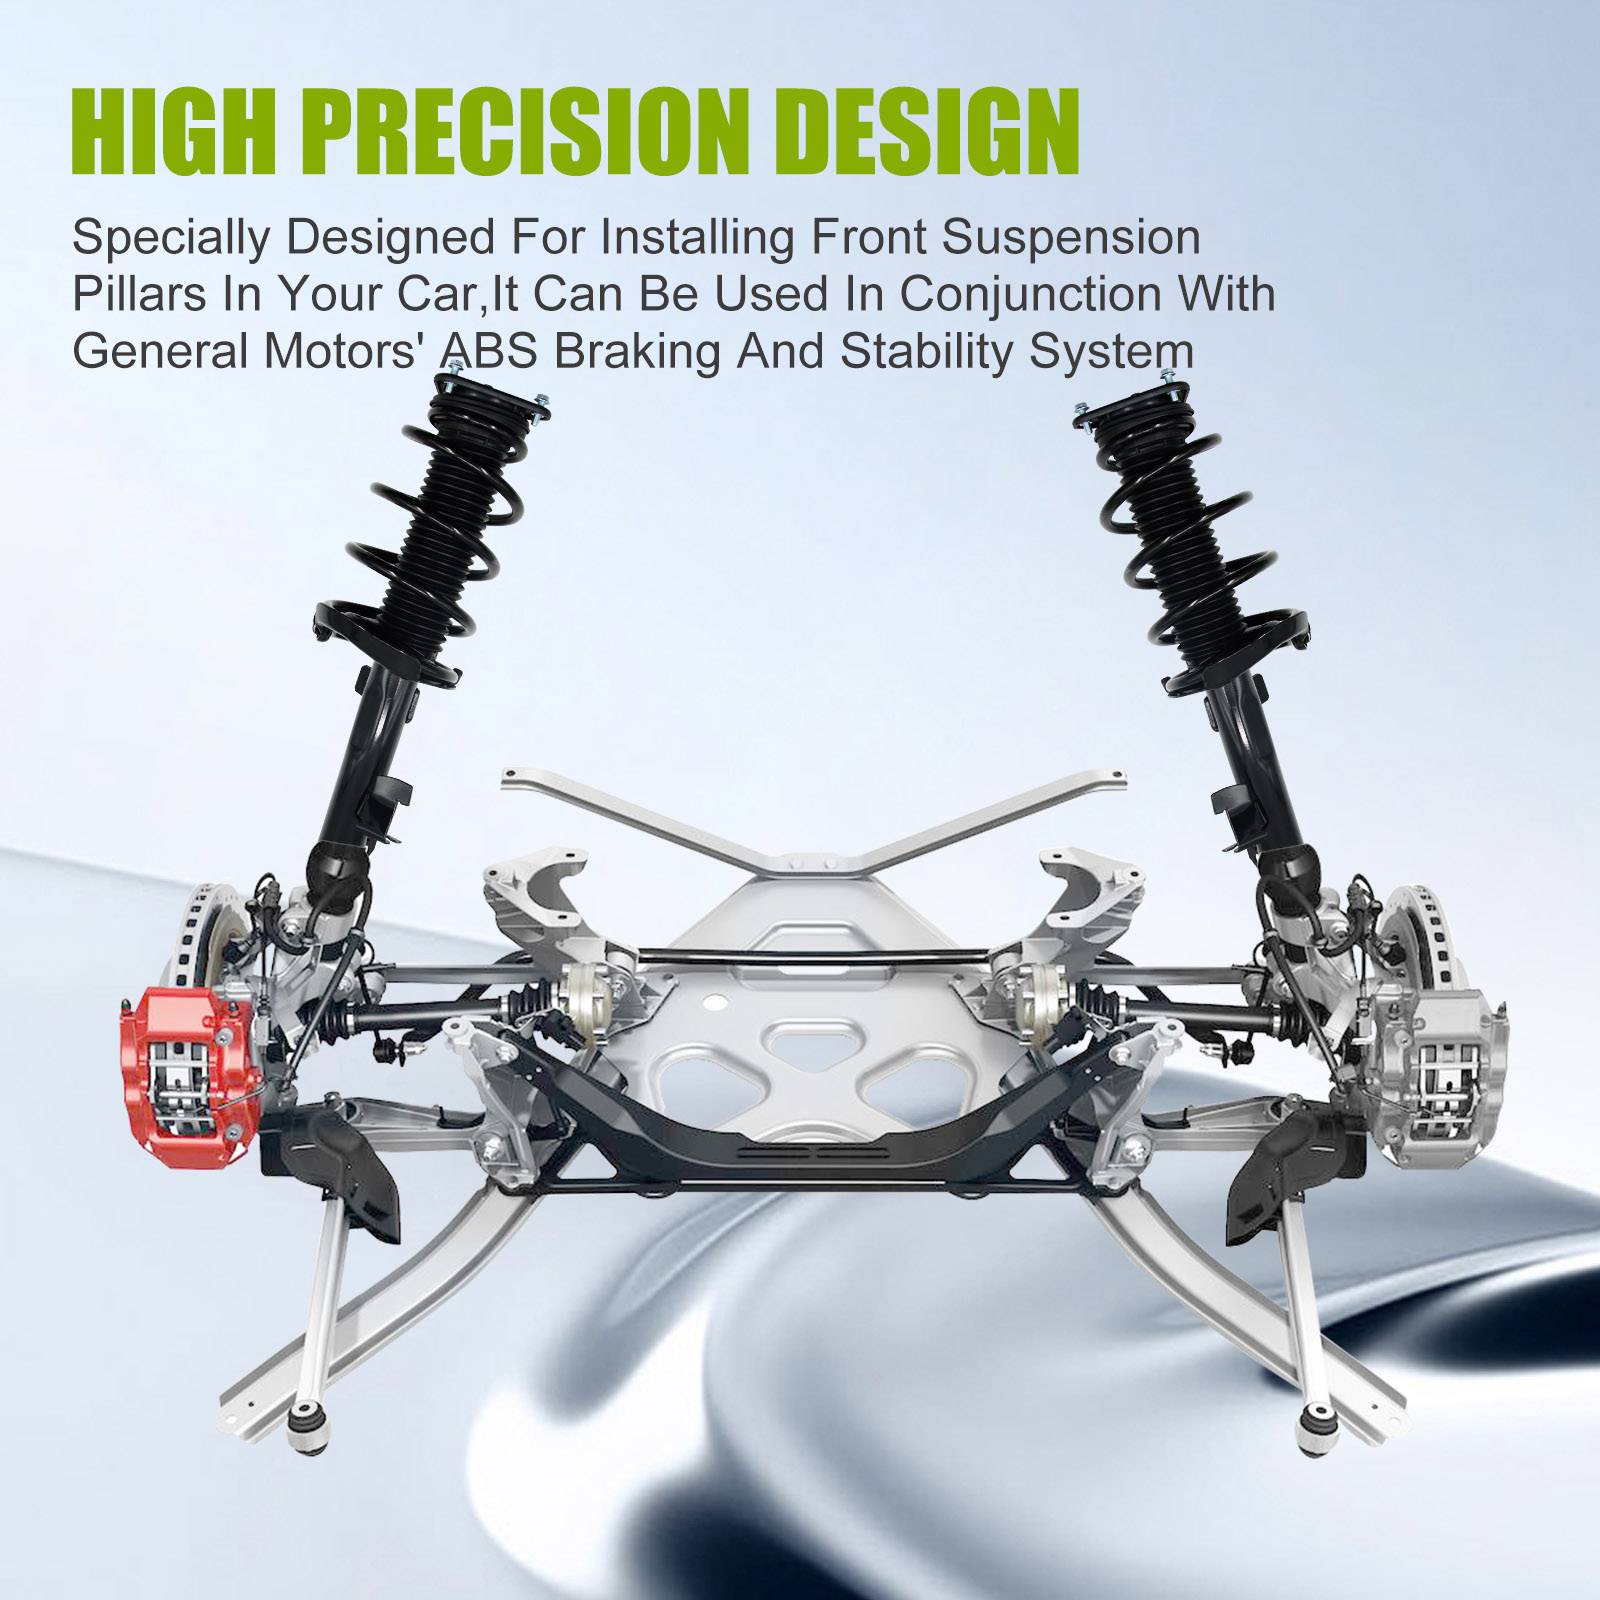 HIGH PRECISION DESIGN
Specially Designed For Installing Front Suspension
Pillars In Your Car,It Can Be Used In Conjunction With
General Motors' ABS Braking And Stability System